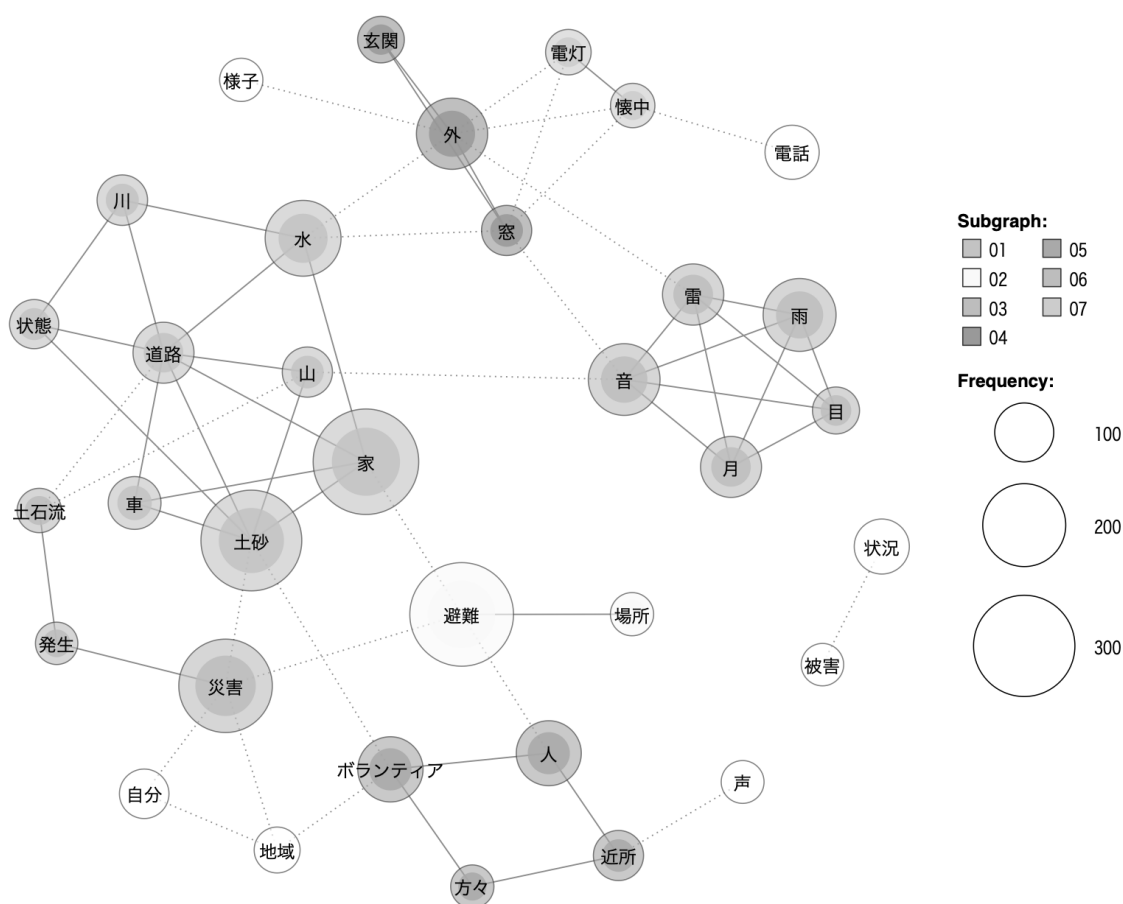 玄関
様子
電灯
懐中
外
電話
川
水
窓
雷
雨
状態
道路
山
音
目
月
家
車
土石流
土砂
状況
避難
場所
発生
被害
災害
ボランティア
人
声
自分
地域
近所
方々
Subgraph:
01
05
02
06
03
07
04
Frequency:
100
200
300